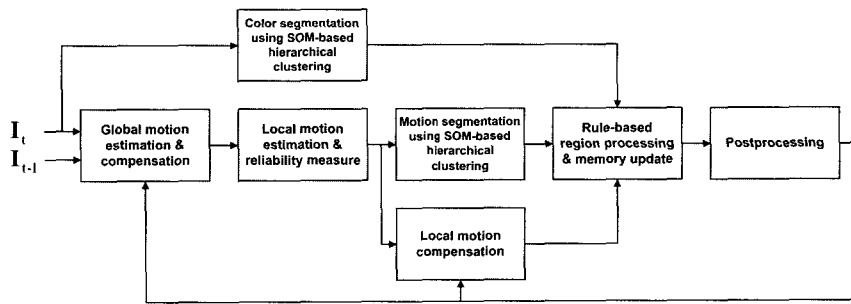 Color segmentation
using SOM-based
hierarchical
clustering
I_t
I_t-1
Global motion
estimation &
compensation
Local motion
estimation &
reliability measure
Motion segmentation
using SOM-based
hierarchical
clustering
Rule-based
region processing
& memory update
Postprocessing
Local motion
compensation